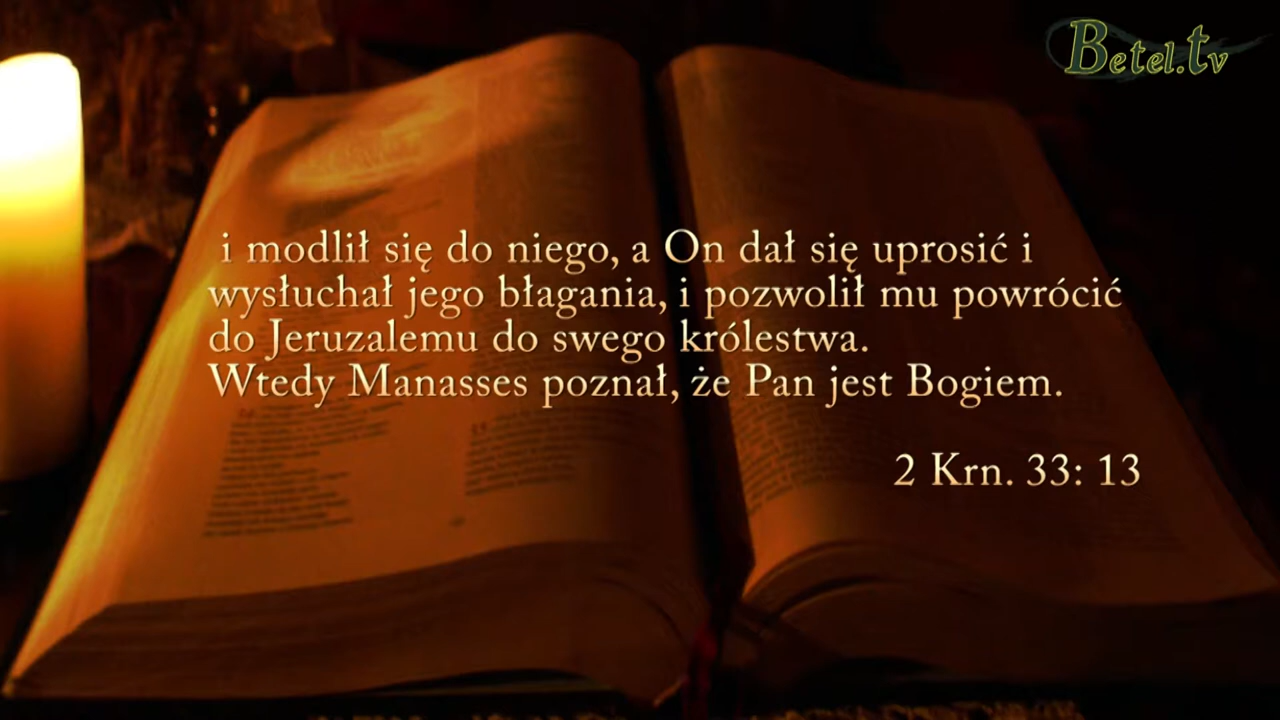 Betel.tv
i modlił się do niego, a On dał się uprosić i
wysłuchał jego błagania, i pozwolił mu powrócić
do Jeruzalemu do swego królestwa.
Wtedy Manasses poznał, że Pan jest Bogiem.
2 Krn. 33: 13